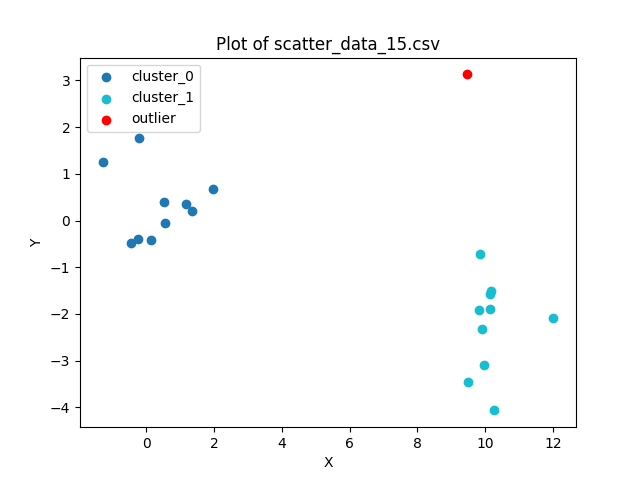 Plot of scatter_data_15.csv
cluster_0
cluster_1
outlier
3
2
1
0
−1
−2
−3
−4
Y
0 2 4 6 8 10 12
X